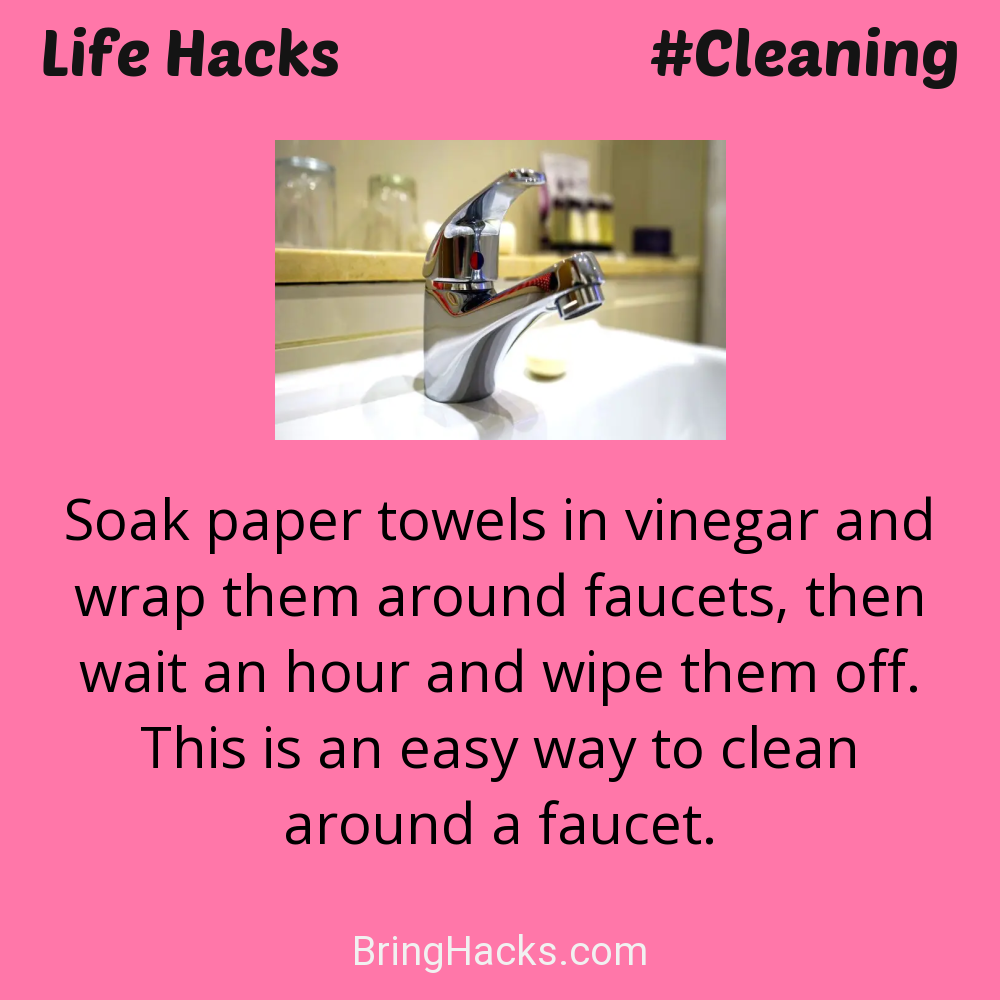 Life Hacks
#Cleaning
Soak paper towels in vinegar and
wrap them around faucets, then
wait an hour and wipe them off.
This is an easy way to clean
around a faucet.
BringHacks.com